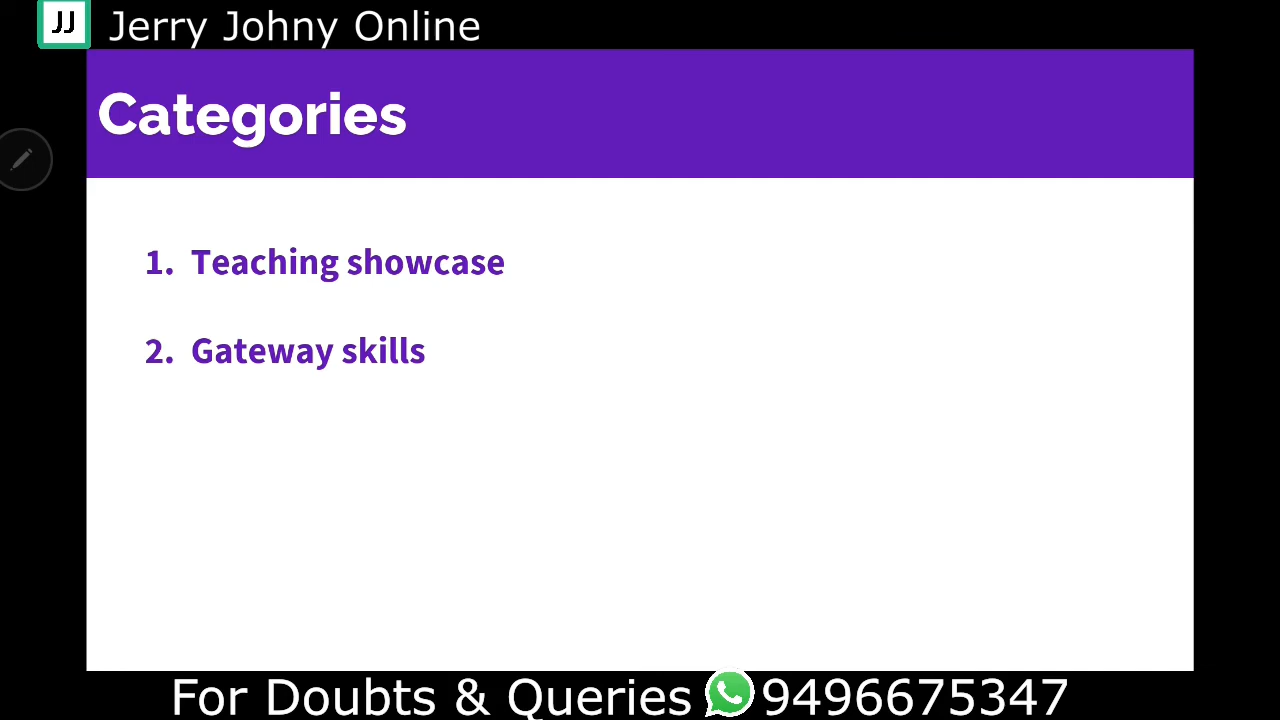 JJ Jerry Johny Online
Categories
1. Teaching showcase
2. Gateway skills
For Doubts & Queries 9496675347